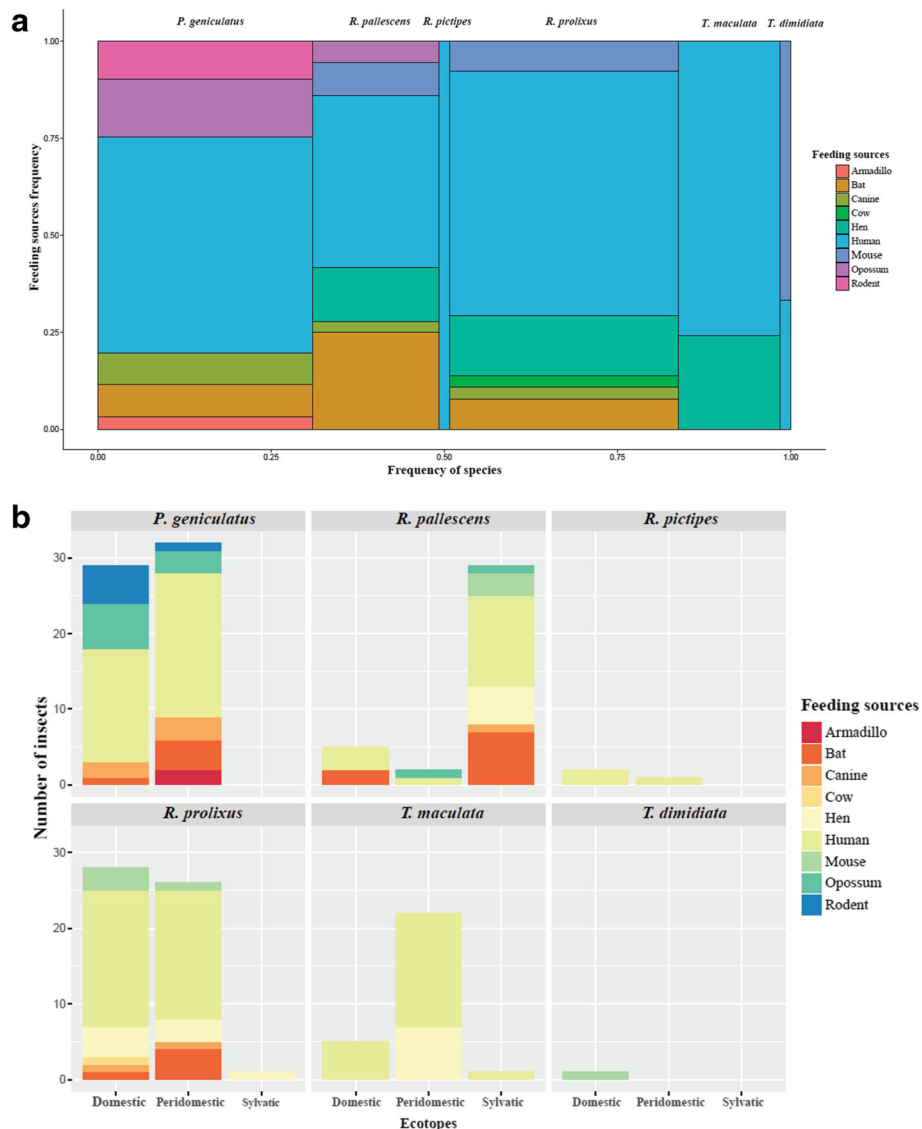 a
P. geniculatus R. pallescens R. pictipes R. prolixus T. maculata T. dimidiata
1.00
0.75
0.50
0.25
0.00
Feeding sources frequency
0.00 0.25 0.50 0.75 1.00
Frequency of species
Feeding sources
Armadillo
Bat
Canine
Cow
Hen
Human
Mouse
Opossum
Rodent
b
P. geniculatus R. pallescens R. pictipes
30
20
10
0
Number of insects
R. prolixus T. maculata T. dimidiata
30
20
10
0
Domestic Peridomestic Sylvatic Domestic Peridomestic Sylvatic Domestic Peridomestic Sylvatic
Ecotopes
Feeding sources
Armadillo
Bat
Canine
Cow
Hen
Human
Mouse
Opossum
Rodent